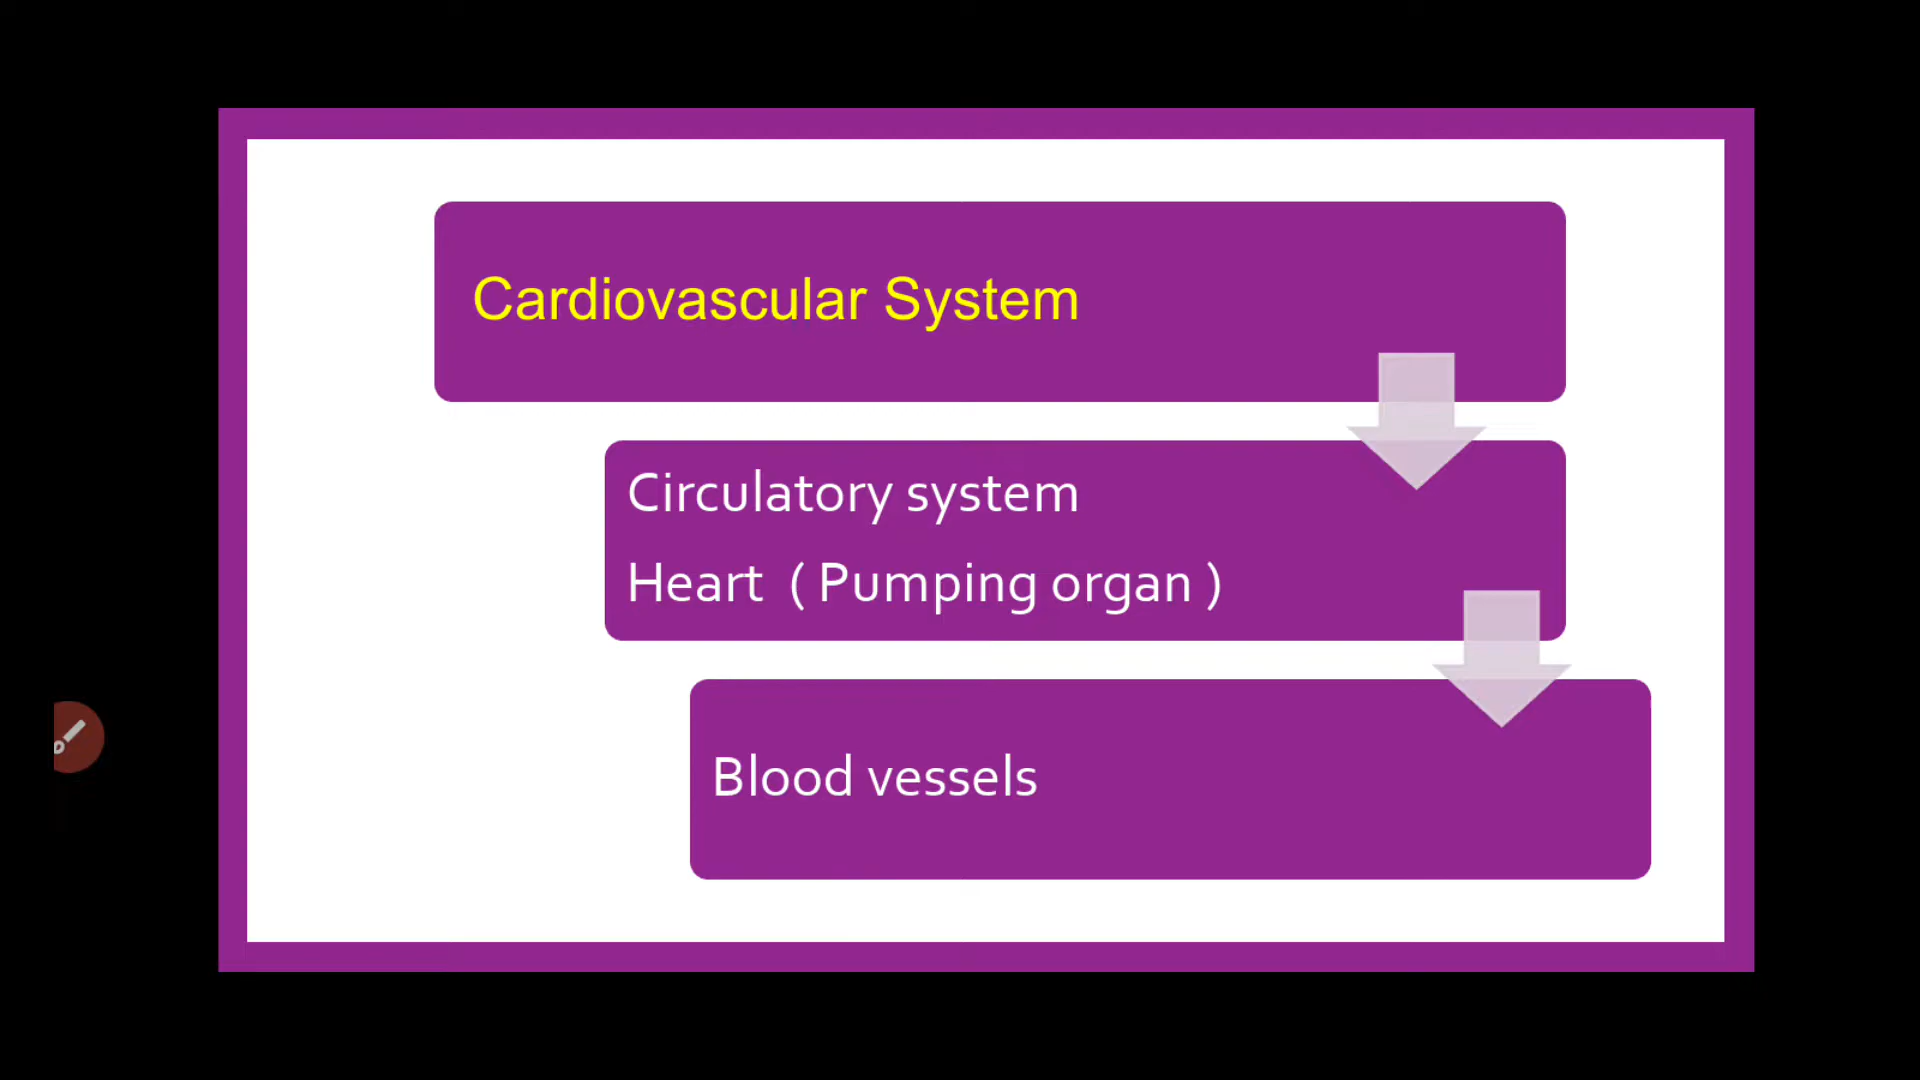 Cardiovascular System
Circulatory system
Heart ( Pumping organ )
Blood vessels